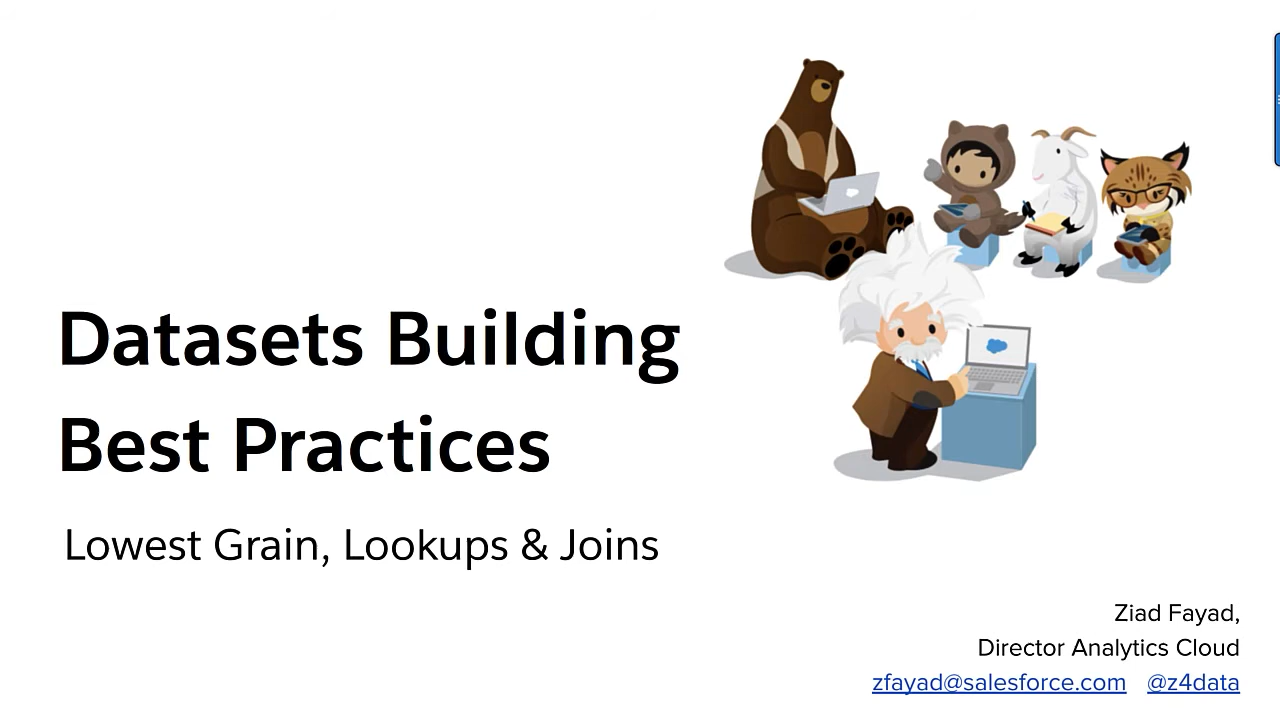 Datasets Building
Best Practices
Lowest Grain, Lookups & Joins
Ziad Fayad,
Director Analytics Cloud
zfayad@salesforce.com @z4data